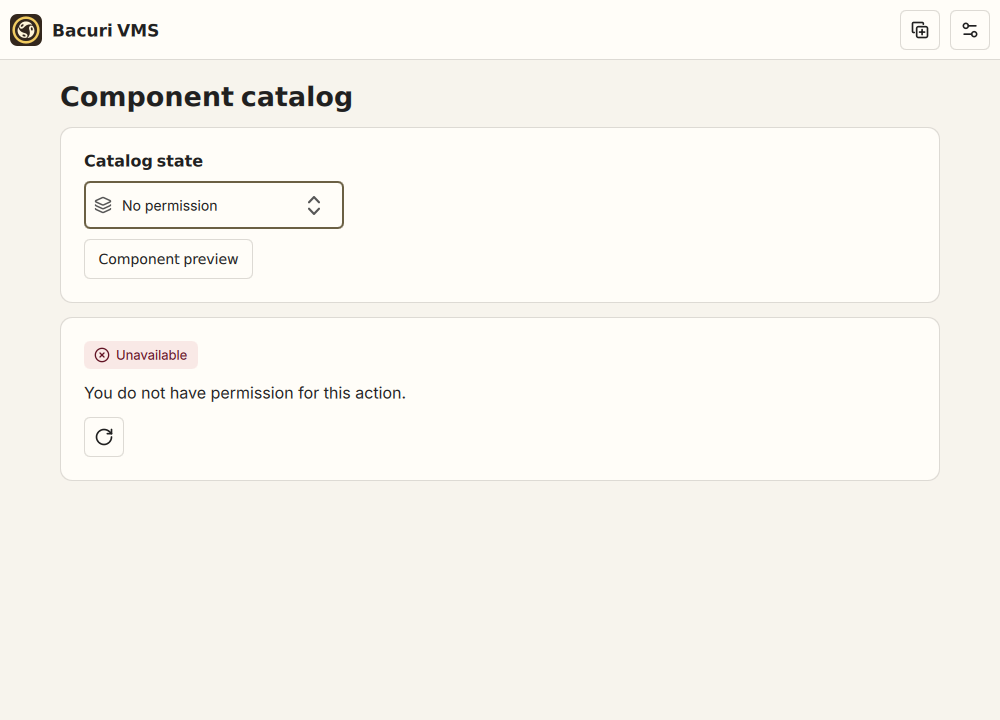 Bacuri VMS
Component catalog
Catalog state
No permission
Component preview
Unavailable
You do not have permission for this action.